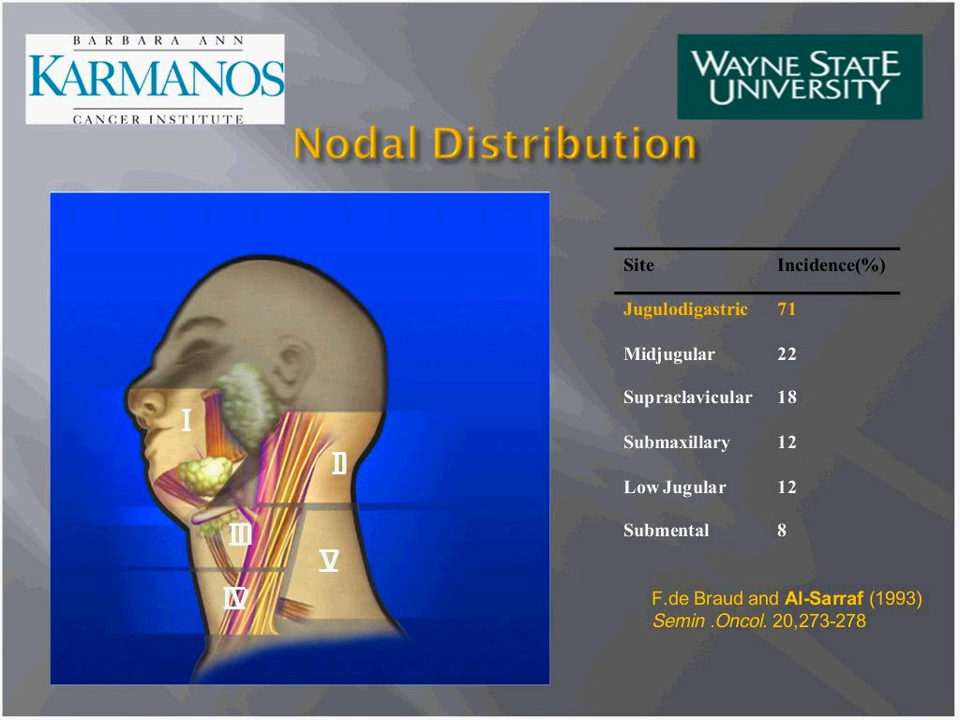 BARBARA ANN
KARMANOS
CANCER INSTITUTE
WAYNE STATE
UNIVERSITY
Nodal Distribution
Site Incidence(%)
Jugulodigastric 71
Midjugular 22
Supraclavicular 18
Submaxillary 12
Low Jugular 12
Submental 8
I
II
III
V
IV
F.de Braud and Al-Sarraf (1993)
Semin .Oncol. 20,273-278